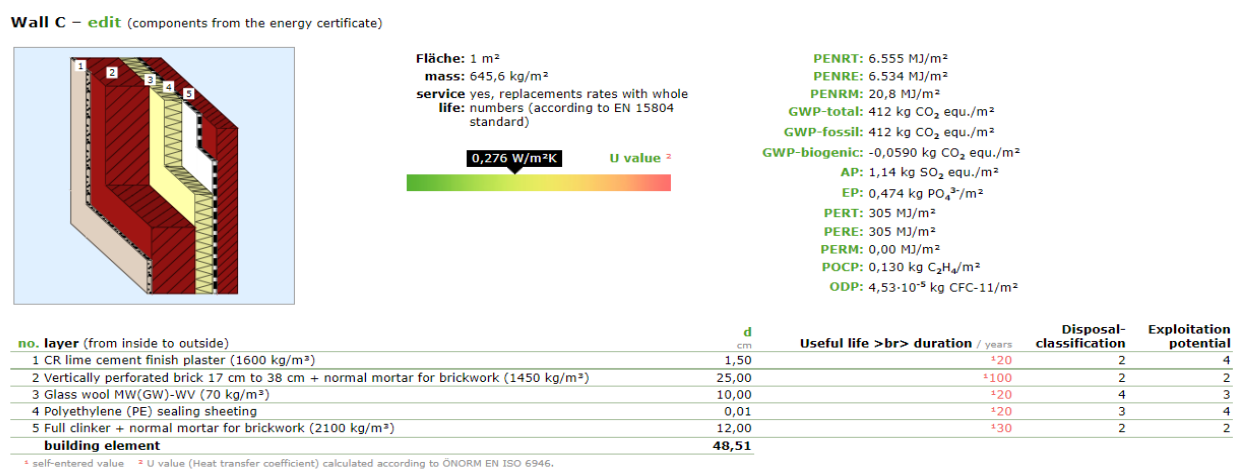 Wall C – edit (components from the energy certificate)
1
2
3
4
5
Fläche: 1 m²
mass: 645,6 kg/m²
service life: yes, replacements rates with whole numbers (according to EN 15804 standard)
0,276 W/m²K U value ²
PENRT: 6.555 MJ/m²
PENRE: 6.534 MJ/m²
PENRM: 20,8 MJ/m²
GWP-total: 412 kg CO₂ equ./m²
GWP-fossil: 412 kg CO₂ equ./m²
GWP-biogenic: -0,0590 kg CO₂ equ./m²
AP: 1,14 kg SO₂ equ./m²
EP: 0,474 kg PO₄³⁻/m²
PERT: 305 MJ/m²
PERE: 305 MJ/m²
PERM: 0,00 MJ/m²
POCP: 0,130 kg C₂H₄/m²
ODP: 4,53·10⁻⁵ kg CFC-11/m²
no. layer (from inside to outside) d cm Useful life >br> duration / years Disposal-classification Exploitation potential
1 CR lime cement finish plaster (1600 kg/m³) 1,50 ¹20 2 4
2 Vertically perforated brick 17 cm to 38 cm + normal mortar for brickwork (1450 kg/m³) 25,00 ¹100 2 2
3 Glass wool MW(GW)-WV (70 kg/m³) 10,00 ¹20 4 3
4 Polyethylene (PE) sealing sheeting 0,01 ¹20 3 4
5 Full clinker + normal mortar for brickwork (2100 kg/m³) 12,00 ¹30 2 2
building element 48,51
¹ self-entered value ² U value (Heat transfer coefficient) calculated according to ÖNORM EN ISO 6946.